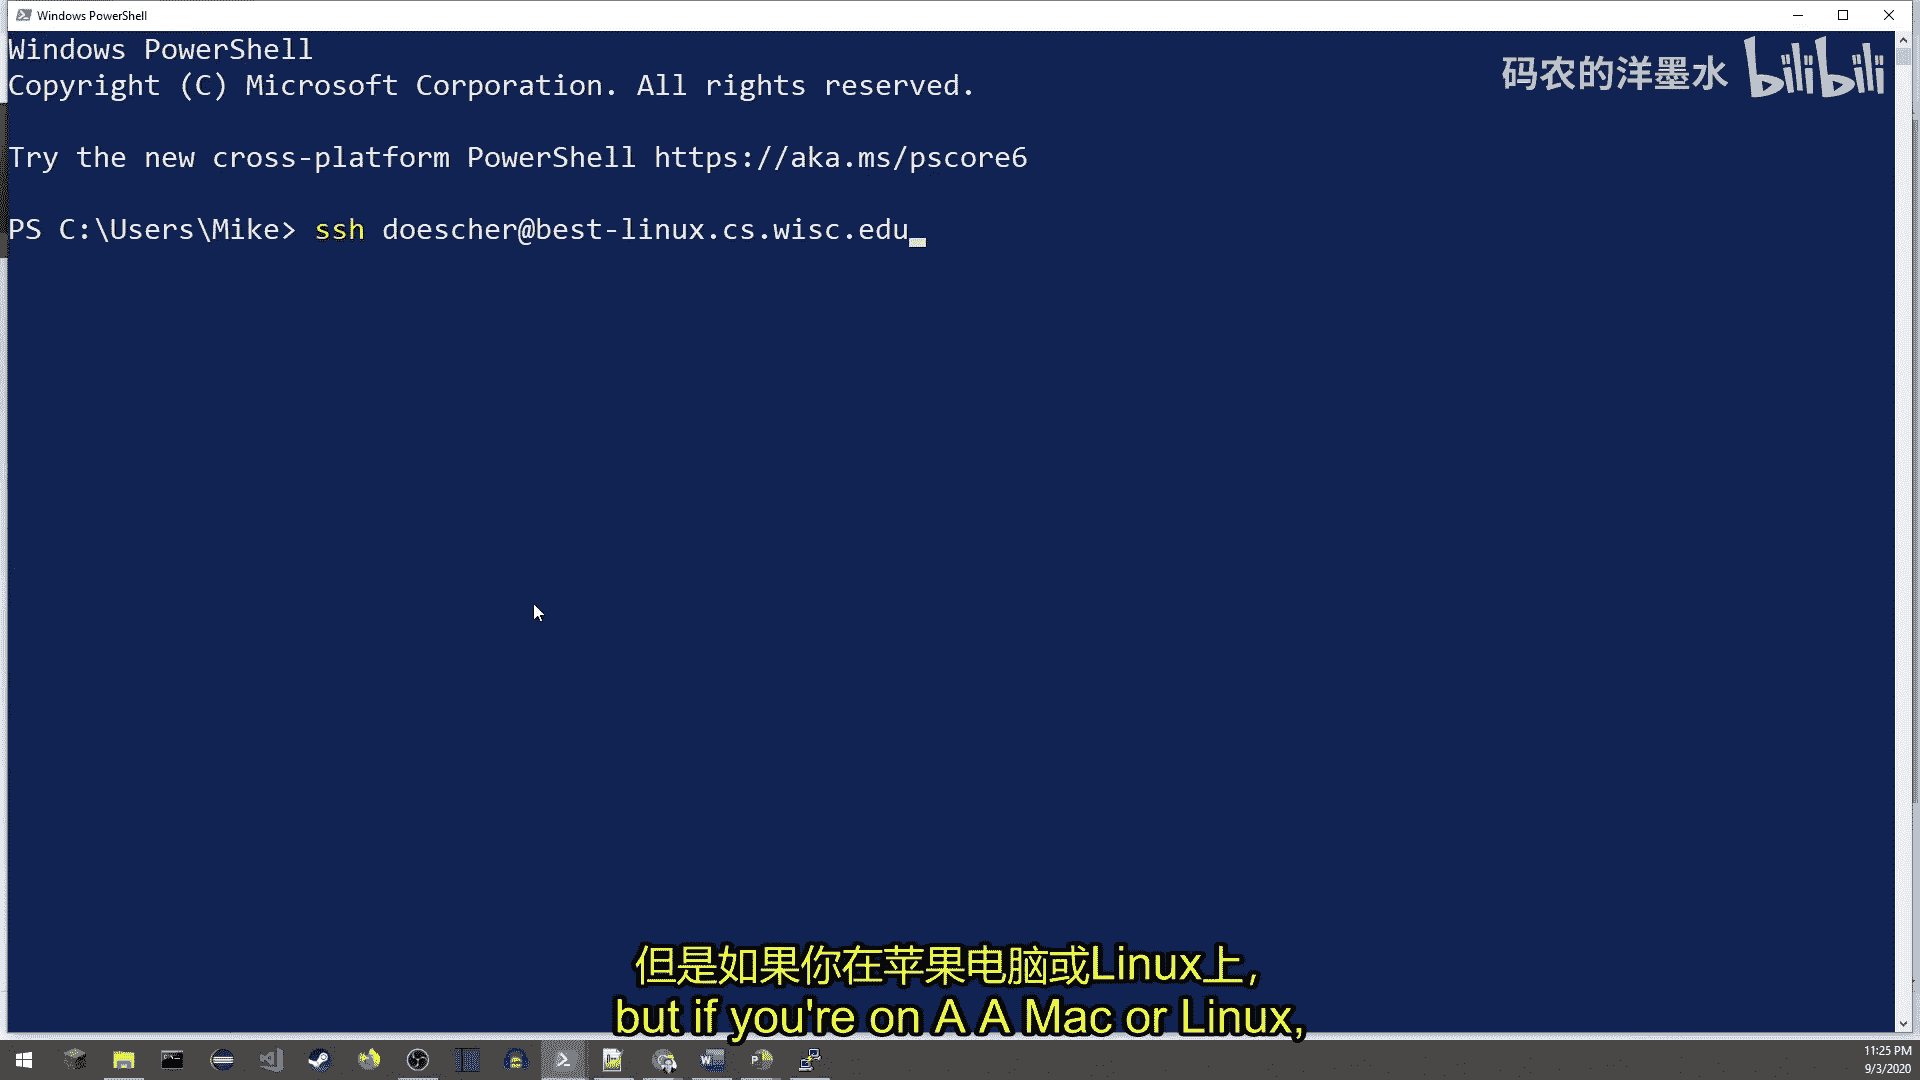 Windows PowerShell
Windows PowerShell
Copyright (C) Microsoft Corporation. All rights reserved.
码农的洋墨水 bilibili
Try the new cross-platform PowerShell https://aka.ms/pscore6
PS C:\Users\Mike> ssh doescher@best-linux.cs.wisc.edu
但是如果你在苹果电脑或Linux上，
but if you're on A A Mac or Linux,
11:25 PM
9/3/2020